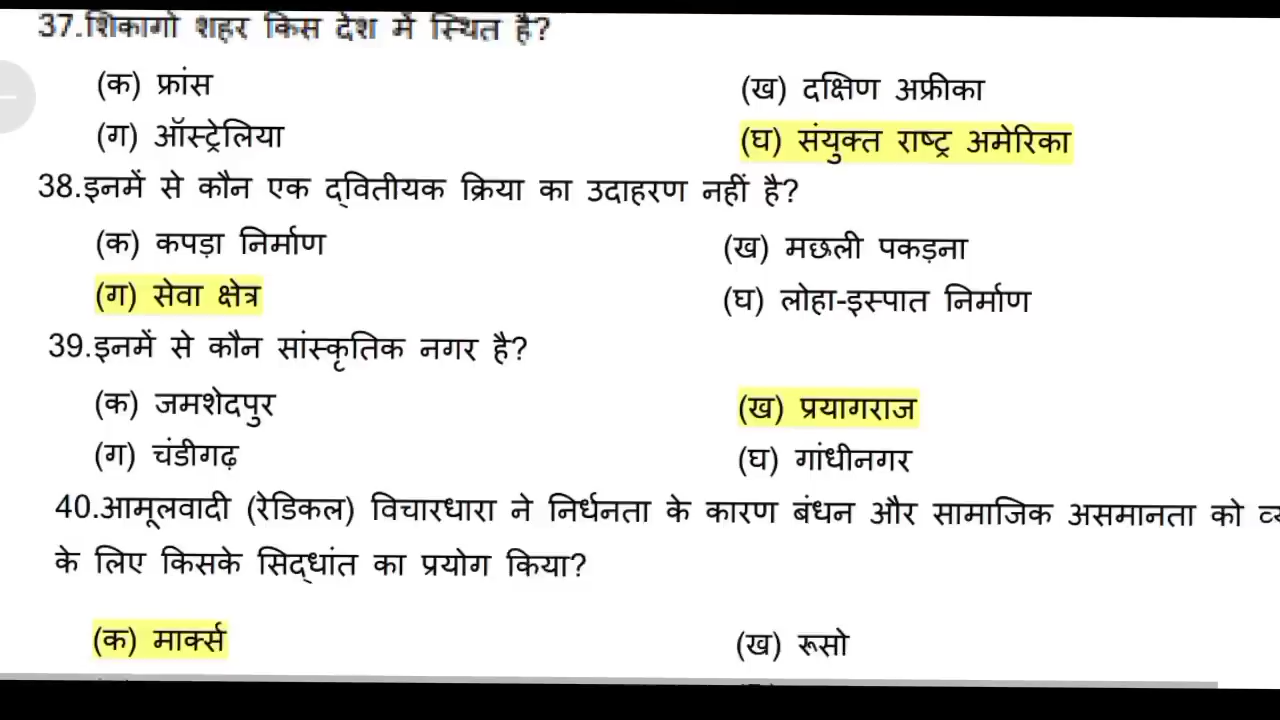 37.शिकागो शहर किस देश में स्थित है?
(क) फ्रांस (ख) दक्षिण अफ्रीका
(ग) ऑस्ट्रेलिया (घ) संयुक्त राष्ट्र अमेरिका
38.इनमें से कौन एक द्वितीयक क्रिया का उदाहरण नहीं है?
(क) कपड़ा निर्माण (ख) मछली पकड़ना
(ग) सेवा क्षेत्र (घ) लोहा-इस्पात निर्माण
39.इनमें से कौन सांस्कृतिक नगर है?
(क) जमशेदपुर (ख) प्रयागराज
(ग) चंडीगढ़ (घ) गांधीनगर
40.आमूलवादी (रेडिकल) विचारधारा ने निर्धनता के कारण बंधन और सामाजिक असमानता को
के लिए किसके सिद्धांत का प्रयोग किया?
(क) मार्क्स (ख) रूसो